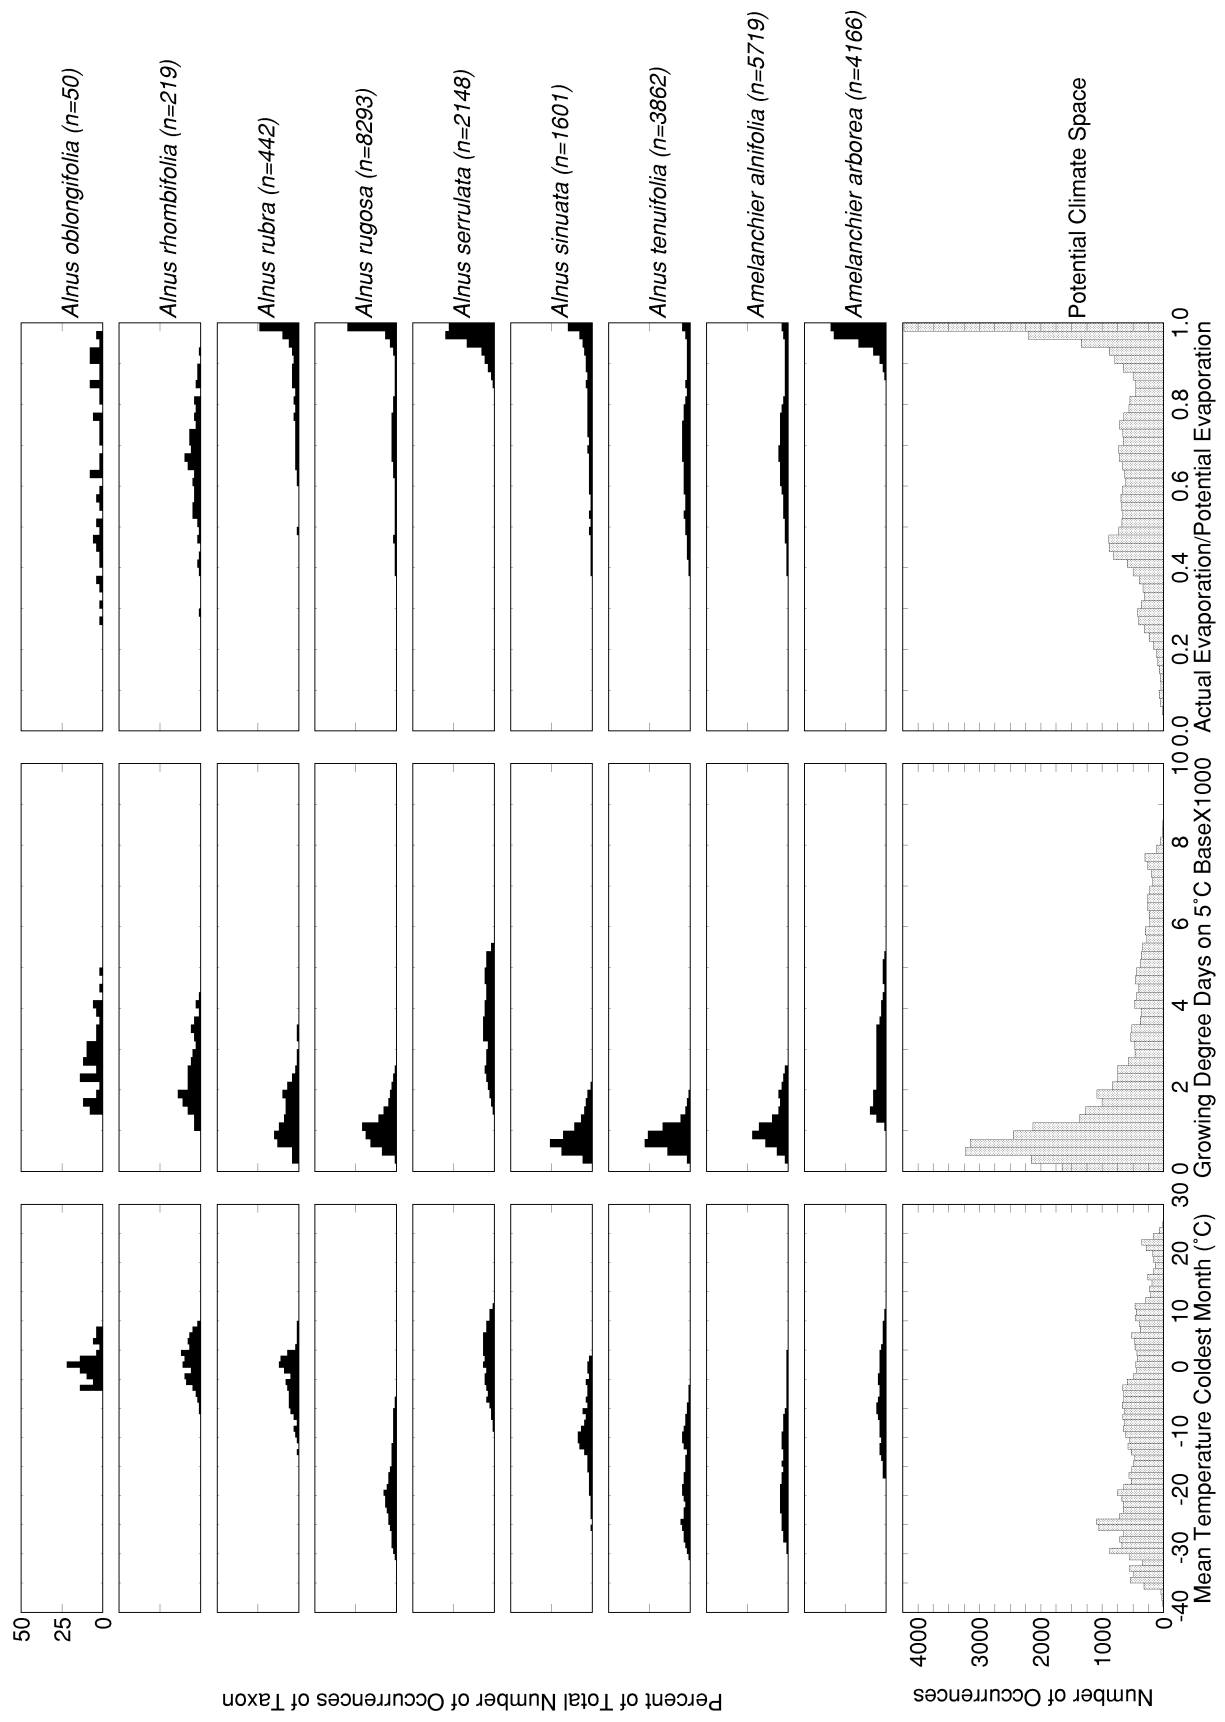 50
25
0
Alnus oblongifolia (n=50)
Alnus rhombifolia (n=219)
Alnus rubra (n=442)
Alnus rugosa (n=8293)
Alnus serrulata (n=2148)
Alnus sinuata (n=1601)
Alnus tenuifolia (n=3862)
Amelanchier alnifolia (n=5719)
Amelanchier arborea (n=4166)
Potential Climate Space
Percent of Total Number of Occurrences of Taxon
Number of Occurrences
4000
3000
2000
1000
0
-40 -30 -20 -10 0 10 20 30
Mean Temperature Coldest Month (°C)
0 2 4 6 8 10
Growing Degree Days on 5°C BaseX1000
0.0 0.2 0.4 0.6 0.8 1.0
Actual Evaporation/Potential Evaporation